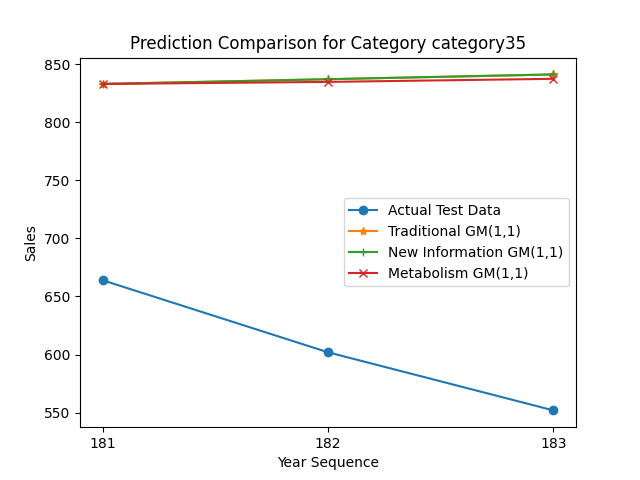 Prediction Comparison for Category category35
850
800
750
700
650
600
550
Sales
Actual Test Data
Traditional GM(1,1)
New Information GM(1,1)
Metabolism GM(1,1)
181
182
183
Year Sequence